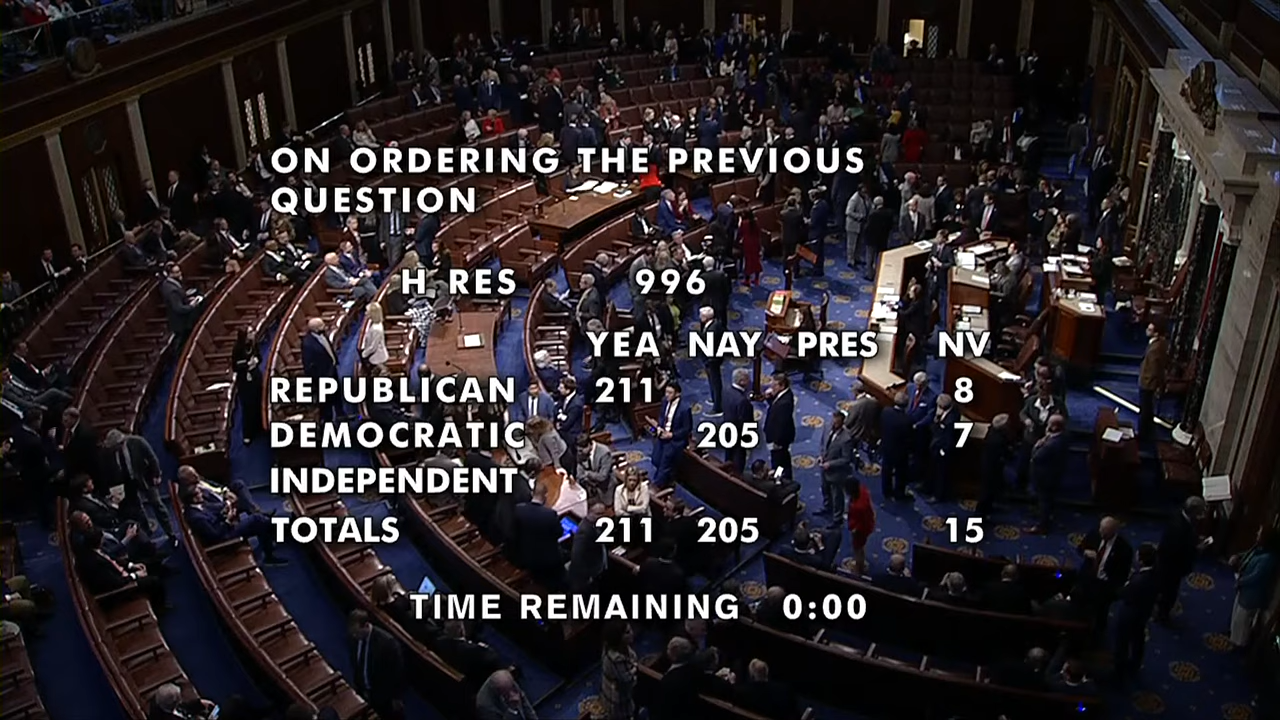 ON ORDERING THE PREVIOUS
QUESTION
H RES 996
YEA NAY PRES NV
REPUBLICAN 211 8
DEMOCRATIC 205 7
INDEPENDENT
TOTALS 211 205 15
TIME REMAINING 0:00